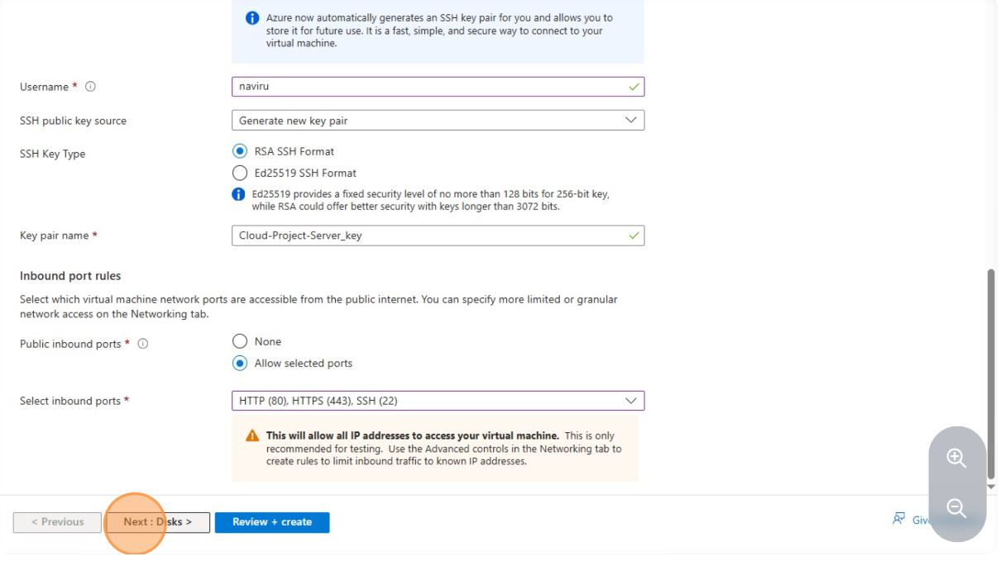 Azure now automatically generates an SSH key pair for you and allows you to
store it for future use. It is a fast, simple, and secure way to connect to your
virtual machine.
Username *
naviru
SSH public key source
Generate new key pair
SSH Key Type
RSA SSH Format
Ed25519 SSH Format
Ed25519 provides a fixed security level of no more than 128 bits for 256-bit key,
while RSA could offer better security with keys longer than 3072 bits.
Key pair name *
Cloud-Project-Server_key
Inbound port rules
Select which virtual machine network ports are accessible from the public internet. You can specify more limited or granular
network access on the Networking tab.
Public inbound ports *
None
Allow selected ports
Select inbound ports *
HTTP (80), HTTPS (443), SSH (22)
This will allow all IP addresses to access your virtual machine. This is only
recommended for testing. Use the Advanced controls in the Networking tab to
create rules to limit inbound traffic to known IP addresses.
< Previous
Next : Disks >
Review + create